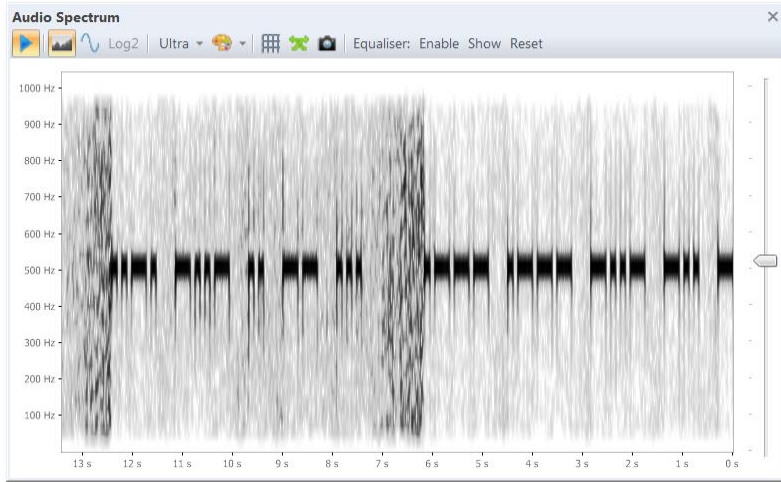 Audio Spectrum
Log2 Ultra Equaliser: Enable Show Reset
1000 Hz
900 Hz
800 Hz
700 Hz
600 Hz
500 Hz
400 Hz
300 Hz
200 Hz
100 Hz
13 s 12 s 11 s 10 s 9 s 8 s 7 s 6 s 5 s 4 s 3 s 2 s 1 s 0 s